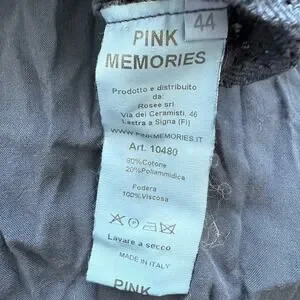 PINK
44
MEMORIES
Prodotto e distribuito
da:
Rosee srl
Via dei Ceramisti, 46
Lastra a Signa (FI)
WWW.PINKMEMORIES.IT
Art. 10480
80%Cotone
20%Poliammidica
Fodera
100%Viscosa
Lavare a secco
MADE IN ITALY
PINK